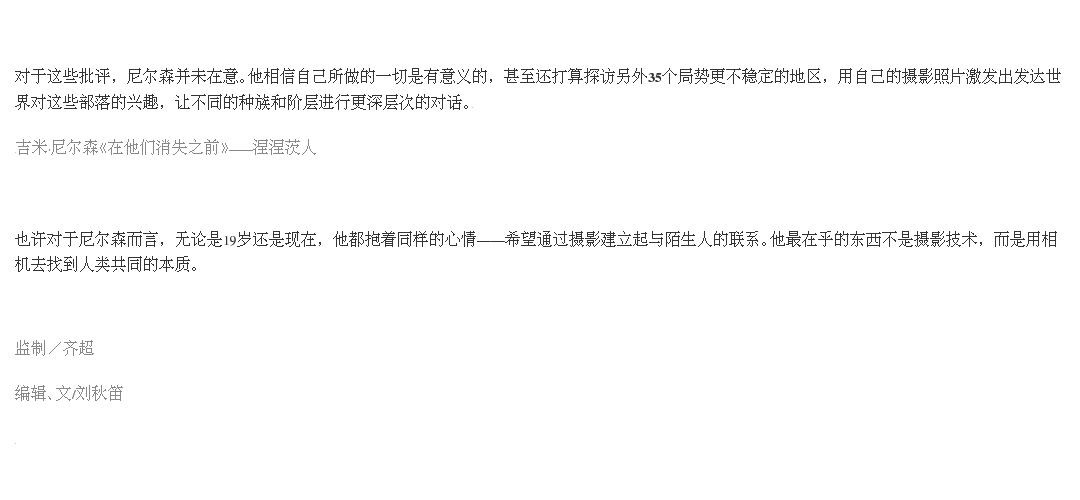 对于这些批评，尼尔森并未在意。他相信自己所做的一切是有意义的，甚至还打算探访另外35个局势更不稳定的地区，用自己的摄影照片激发出发达世
界对这些部落的兴趣，让不同的种族和阶层进行更深层次的对话。
吉米·尼尔森《在他们消失之前》——涅涅茨人
也许对于尼尔森而言，无论是19岁还是现在，他都抱着同样的心情——希望通过摄影建立起与陌生人的联系。他最在乎的东西不是摄影技术，而是用相
机去找到人类共同的本质。
监制／齐超
编辑、文/刘秋笛